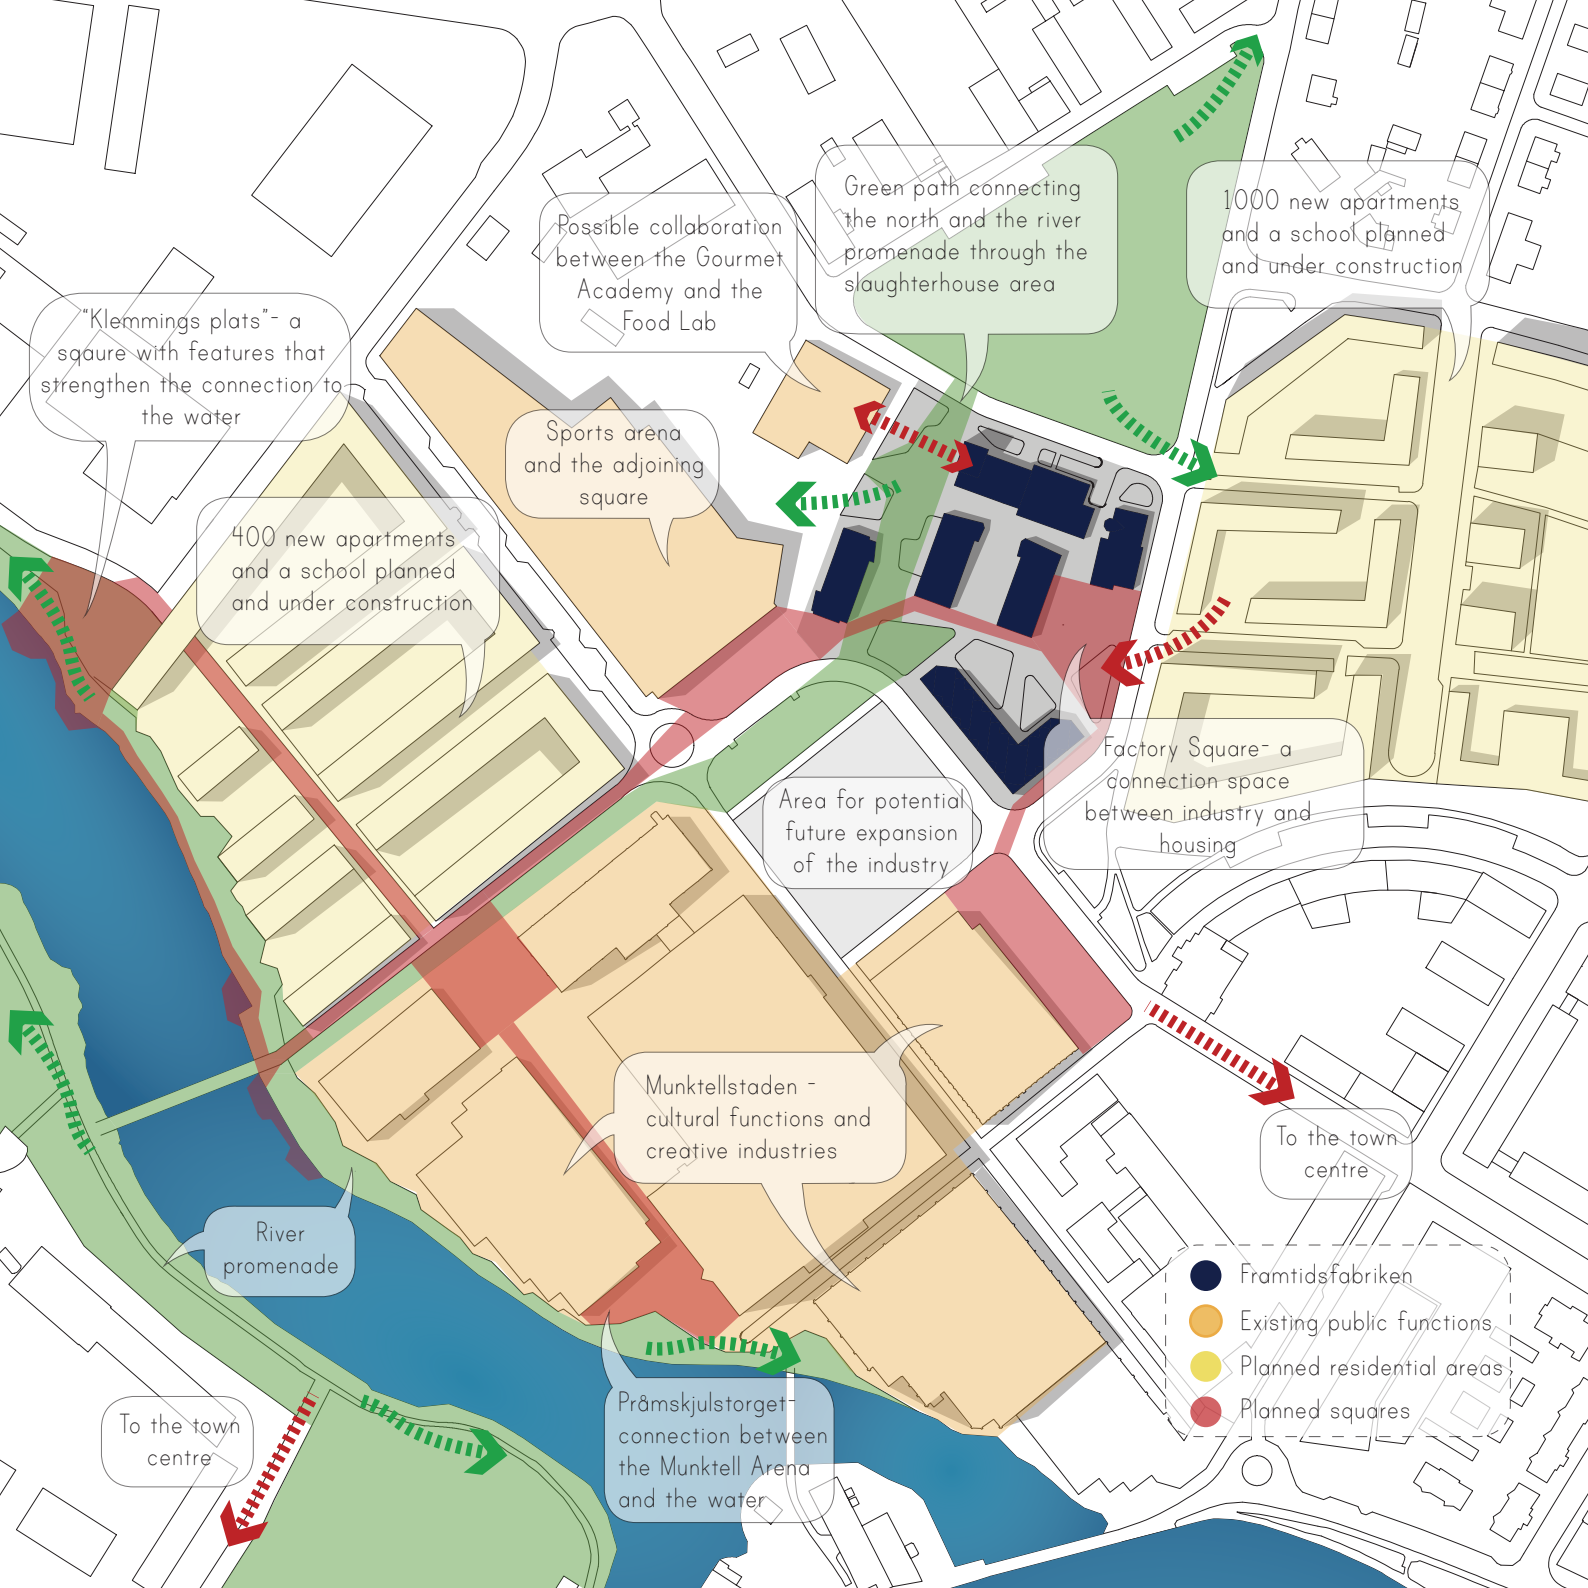 Green path connecting
the north and the river
promenade through the
slaughterhouse area
1000 new apartments
and a school planned
and under construction
Possible collaboration
between the Gourmet
Academy and the
Food Lab
"Klemmings plats"- a
sqaure with features that
strengthen the connection to
the water
Sports arena
and the adjoining
square
400 new apartments
and a school planned
and under construction
Factory Square- a
connection space
between industry and
housing
Area for potential
future expansion
of the industry
Munktellstaden -
cultural functions and
creative industries
To the town
centre
River
promenade
Framtidsfabriken
Existing public functions
Planned residential areas
Planned squares
Pråmskjulstorget-
connection between
the Munktell Arena
and the water
To the town
centre